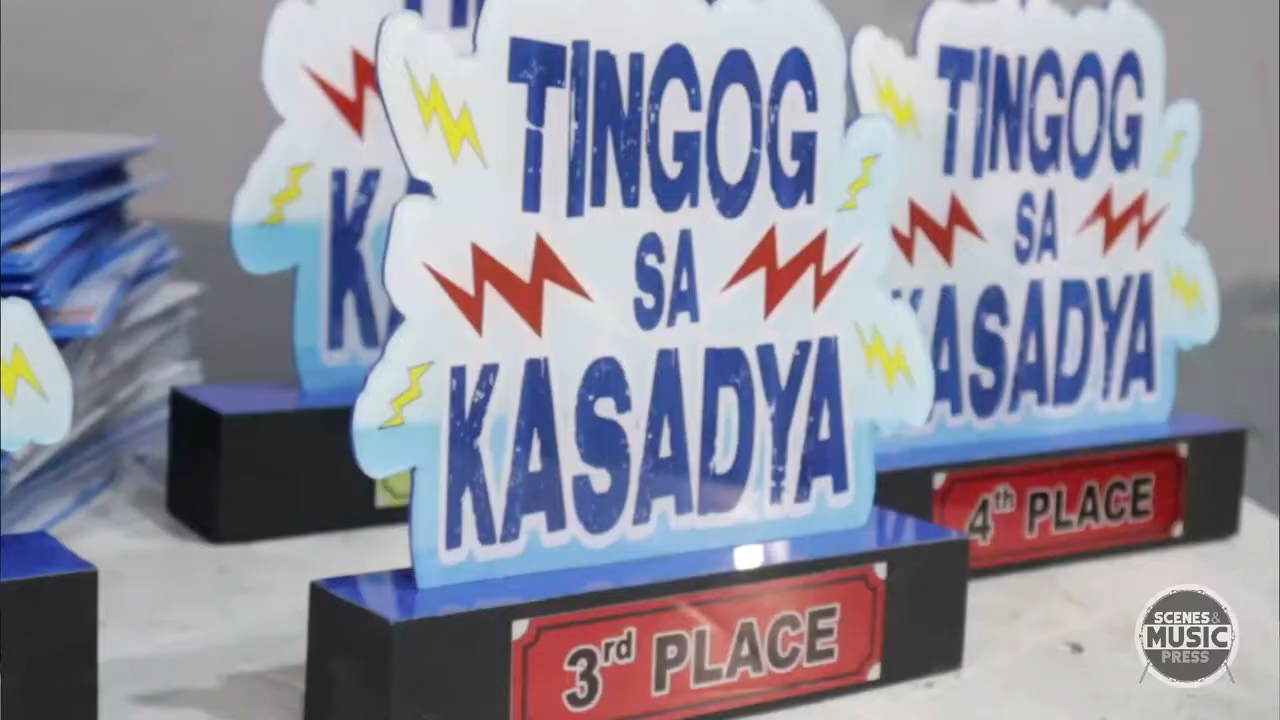 TINGOG
SA
KASADYA
3rd PLACE
TINGOG
SA
KASADYA
4th PLACE
SCENES &
MUSIC
PRESS